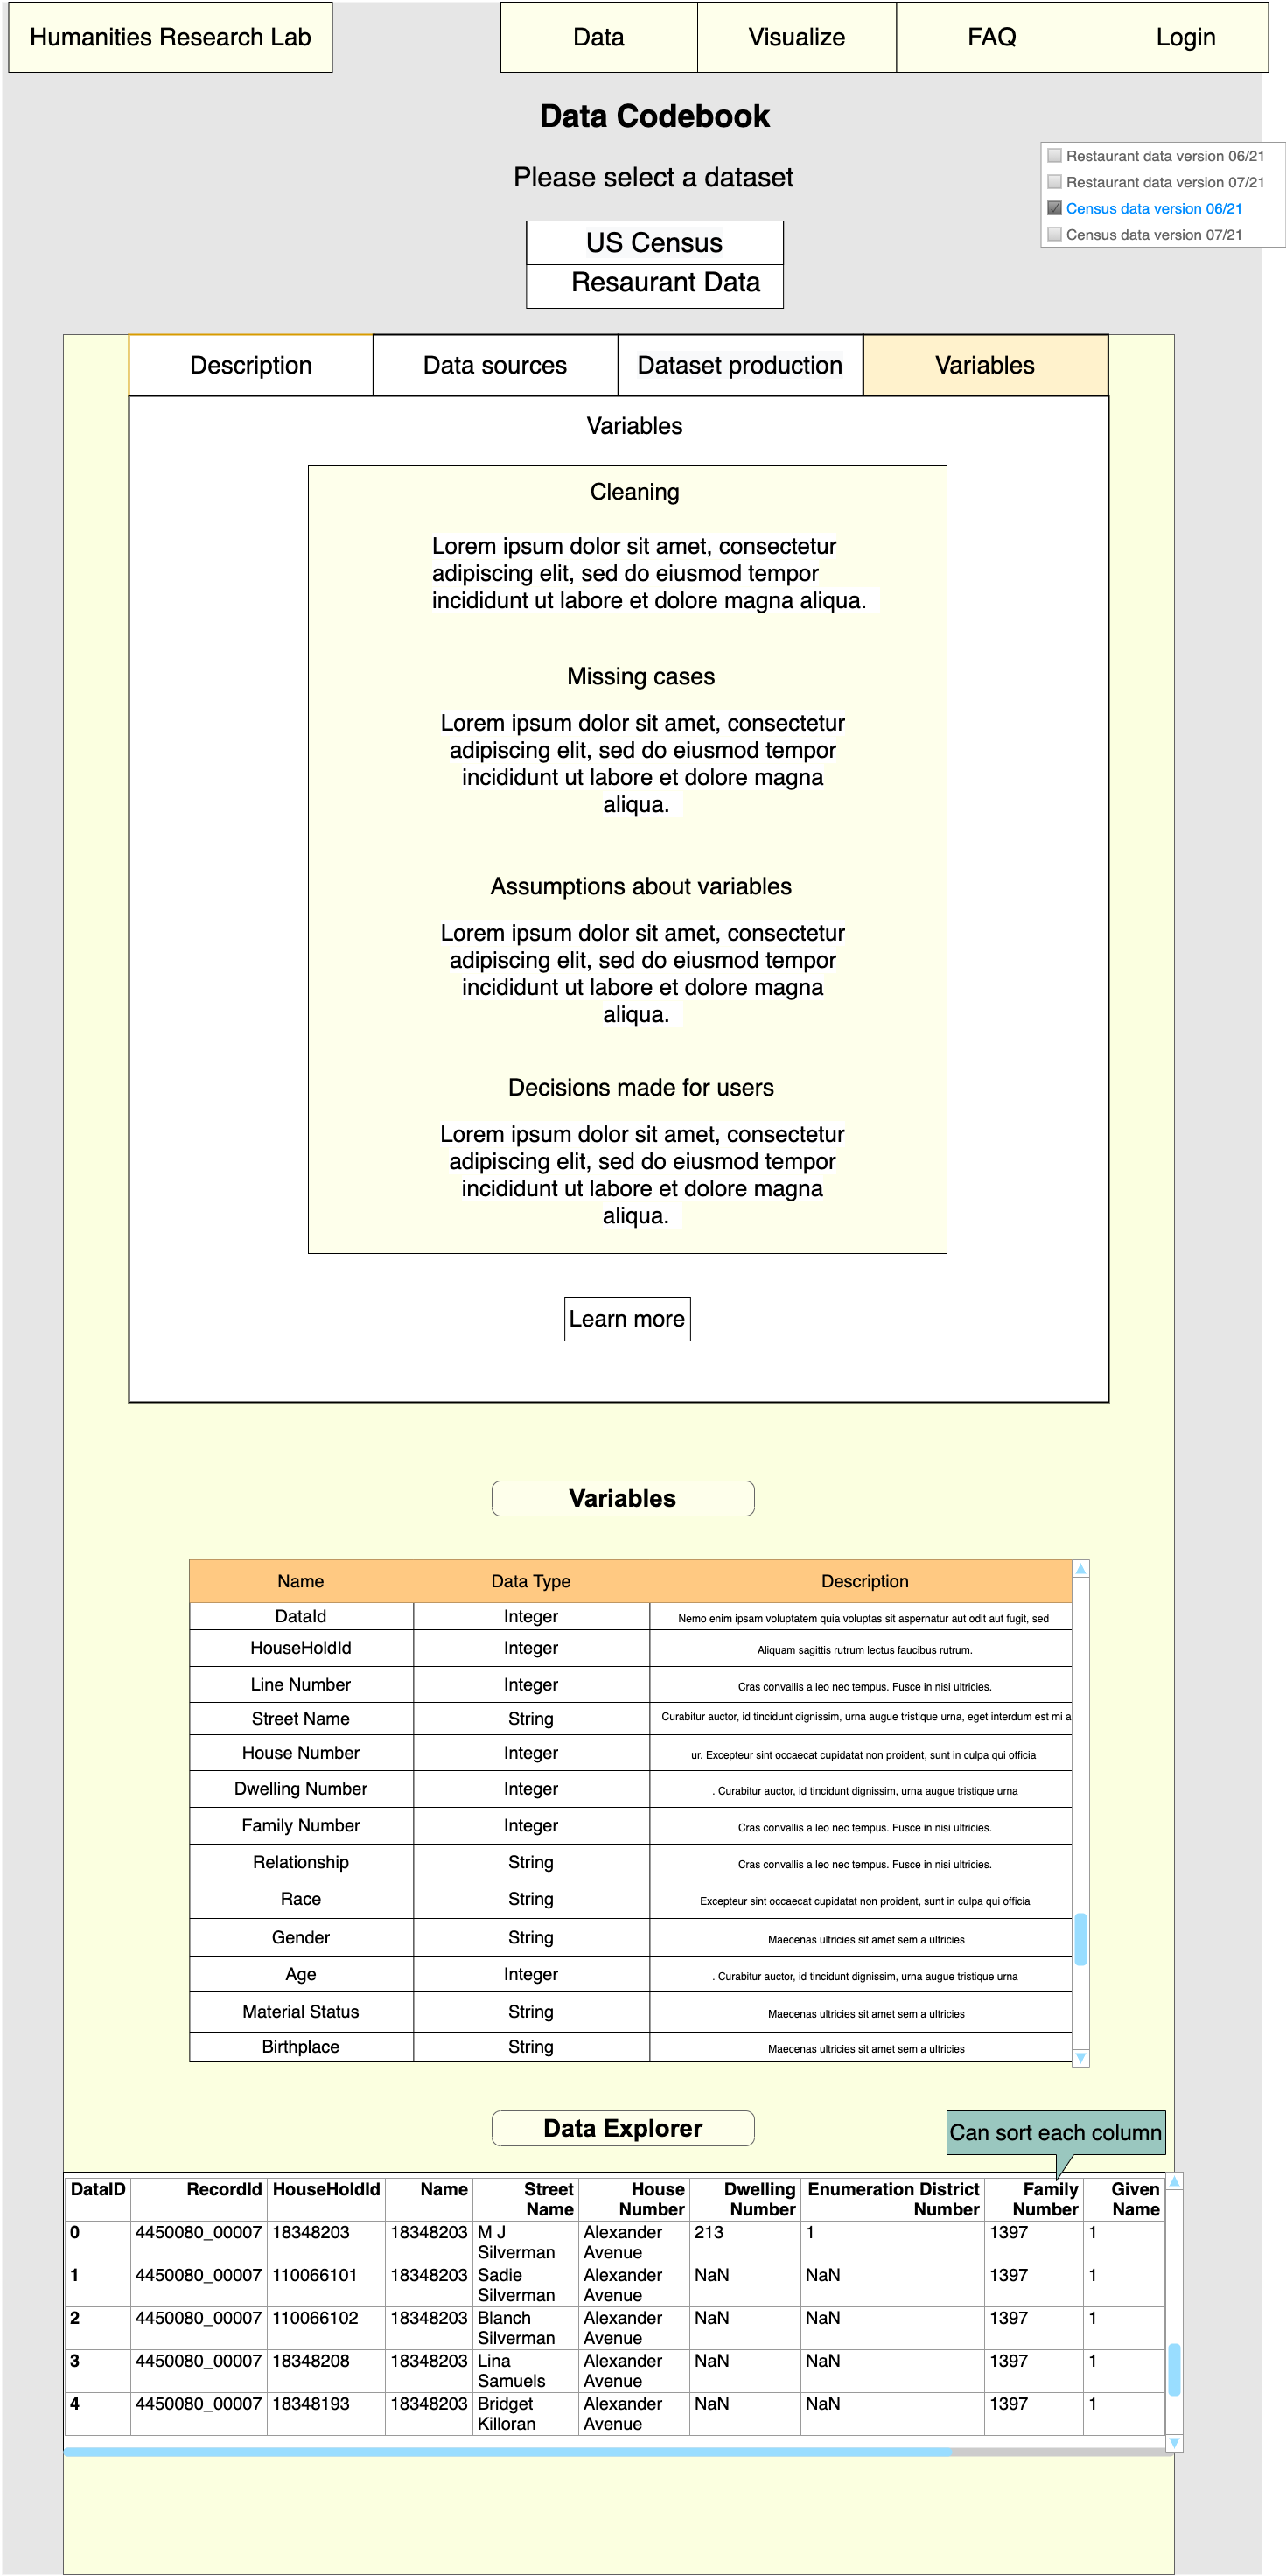 Humanities Research Lab
Data
Visualize
FAQ
Login
Data Codebook
Please select a dataset
Restaurant data version 06/21
Restaurant data version 07/21
Census data version 06/21
Census data version 07/21
US Census
Resaurant Data
Description
Data sources
Dataset production
Variables
Variables
Cleaning
Lorem ipsum dolor sit amet, consectetur
adipiscing elit, sed do eiusmod tempor
incididunt ut labore et dolore magna aliqua.
Missing cases
Lorem ipsum dolor sit amet, consectetur
adipiscing elit, sed do eiusmod tempor
incididunt ut labore et dolore magna
aliqua.
Assumptions about variables
Lorem ipsum dolor sit amet, consectetur
adipiscing elit, sed do eiusmod tempor
incididunt ut labore et dolore magna
aliqua.
Decisions made for users
Lorem ipsum dolor sit amet, consectetur
adipiscing elit, sed do eiusmod tempor
incididunt ut labore et dolore magna
aliqua.
Learn more
Variables
Name Data Type Description
DataId Integer Nemo enim ipsam voluptatem quia voluptas sit aspernatur aut odit aut fugit, sed
HouseHoldId Integer Aliquam sagittis rutrum lectus faucibus rutrum.
Line Number Integer Cras convallis a leo nec tempus. Fusce in nisi ultricies.
Street Name String Curabitur auctor, id tincidunt dignissim, urna augue tristique urna, eget interdum est mi a
House Number Integer ur. Excepteur sint occaecat cupidatat non proident, sunt in culpa qui officia
Dwelling Number Integer . Curabitur auctor, id tincidunt dignissim, urna augue tristique urna
Family Number Integer Cras convallis a leo nec tempus. Fusce in nisi ultricies.
Relationship String Cras convallis a leo nec tempus. Fusce in nisi ultricies.
Race String Excepteur sint occaecat cupidatat non proident, sunt in culpa qui officia
Gender String Maecenas ultricies sit amet sem a ultricies
Age Integer . Curabitur auctor, id tincidunt dignissim, urna augue tristique urna
Material Status String Maecenas ultricies sit amet sem a ultricies
Birthplace String Maecenas ultricies sit amet sem a ultricies
Data Explorer
Can sort each column
DataID RecordId HouseHoldId Name Street House Dwelling Enumeration District Family Given
Name Number Number Number Number Name
0 4450080_00007 18348203 18348203 M J Alexander 213 1 1397 1
Silverman Avenue
1 4450080_00007 110066101 18348203 Sadie Alexander NaN NaN 1397 1
Silverman Avenue
2 4450080_00007 110066102 18348203 Blanch Alexander NaN NaN 1397 1
Silverman Avenue
3 4450080_00007 18348208 18348203 Lina Alexander NaN NaN 1397 1
Samuels Avenue
4 4450080_00007 18348193 18348203 Bridget Alexander NaN NaN 1397 1
Killoran Avenue